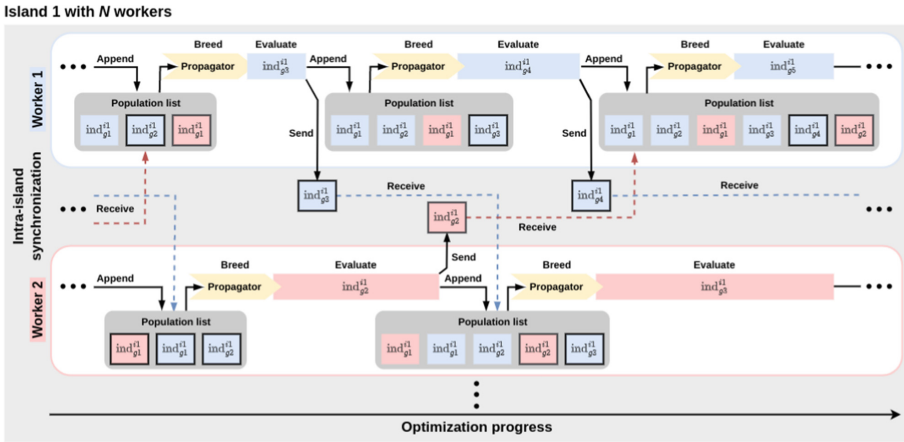 Island 1 with N workers
Breed Evaluate Breed Evaluate Breed Evaluate
Append Propagator ind^{i1}_{g3} Append Propagator ind^{i1}_{g4} Append Propagator ind^{i1}_{g5}
Worker 1
Population list Population list Population list
ind^{i1}_{g1} ind^{i1}_{g2} ind^{i1}_{g1} ind^{i1}_{g1} ind^{i1}_{g2} ind^{i1}_{g1} ind^{i1}_{g3} ind^{i1}_{g1} ind^{i1}_{g2} ind^{i1}_{g1} ind^{i1}_{g3} ind^{i1}_{g4} ind^{i1}_{g2}
Send Send
Intra-island
synchronization
ind^{i1}_{g3} Receive ind^{i1}_{g4} Receive
Receive ind^{i1}_{g2} Receive
Send
Breed Evaluate Breed Evaluate
Append Propagator ind^{i1}_{g2} Append Propagator ind^{i1}_{g3}
Worker 2
Population list Population list
ind^{i1}_{g1} ind^{i1}_{g1} ind^{i1}_{g2} ind^{i1}_{g1} ind^{i1}_{g1} ind^{i1}_{g2} ind^{i1}_{g2} ind^{i1}_{g3}
Optimization progress